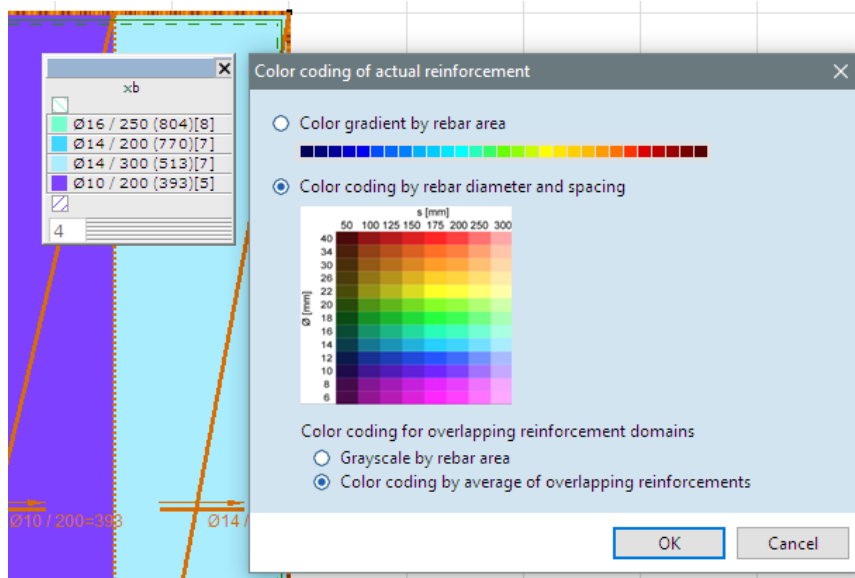 xb
Ø16 / 250 (804)[8]
Ø14 / 200 (770)[7]
Ø14 / 300 (513)[7]
Ø10 / 200 (393)[5]
4
Ø10 / 200=393
Ø14 /
Color coding of actual reinforcement
Color gradient by rebar area
Color coding by rebar diameter and spacing
s [mm]
50 100 125 150 175 200 250 300
Ø [mm]
40
34
30
26
22
20
18
16
14
12
10
8
6
Color coding for overlapping reinforcement domains
Grayscale by rebar area
Color coding by average of overlapping reinforcements
OK Cancel